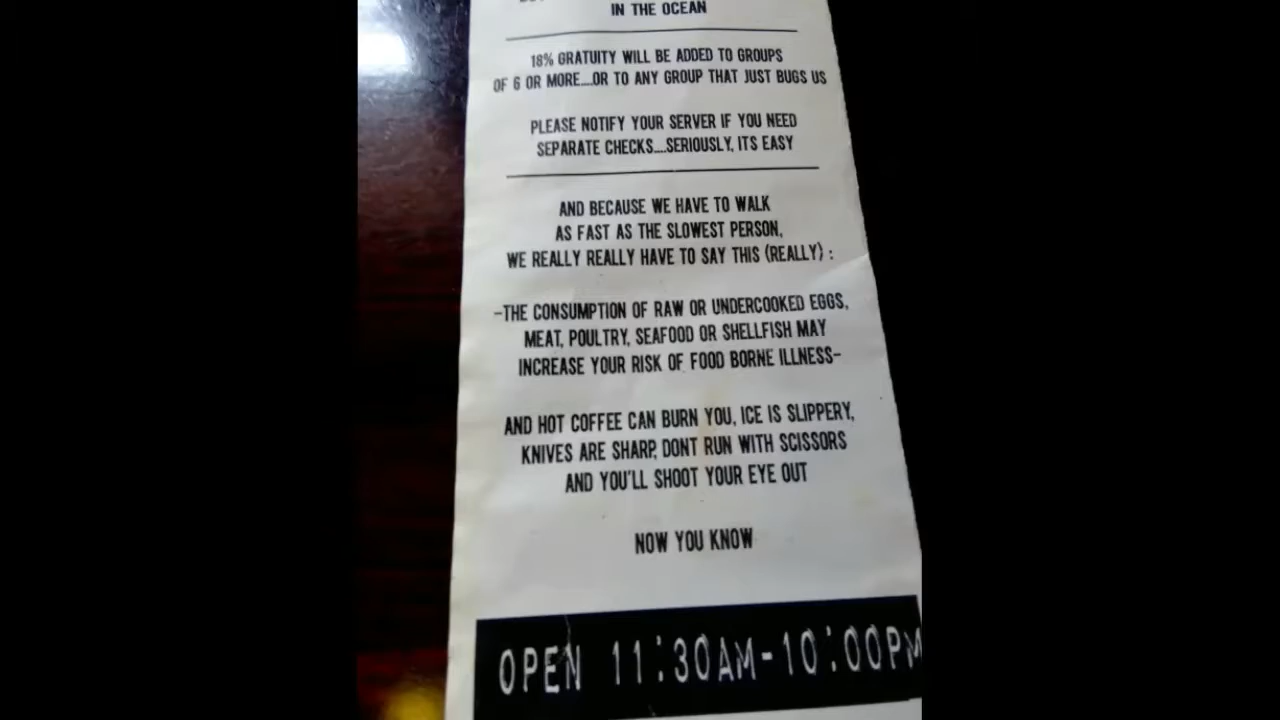 IN THE OCEAN
18% GRATUITY WILL BE ADDED TO GROUPS
OF 6 OR MORE....OR TO ANY GROUP THAT JUST BUGS US
PLEASE NOTIFY YOUR SERVER IF YOU NEED
SEPARATE CHECKS....SERIOUSLY, ITS EASY
AND BECAUSE WE HAVE TO WALK
AS FAST AS THE SLOWEST PERSON,
WE REALLY REALLY HAVE TO SAY THIS (REALLY) :
-THE CONSUMPTION OF RAW OR UNDERCOOKED EGGS,
MEAT, POULTRY, SEAFOOD OR SHELLFISH MAY
INCREASE YOUR RISK OF FOOD BORNE ILLNESS-
AND HOT COFFEE CAN BURN YOU, ICE IS SLIPPERY,
KNIVES ARE SHARP, DONT RUN WITH SCISSORS
AND YOU'LL SHOOT YOUR EYE OUT
NOW YOU KNOW
OPEN 11:30AM-10:00PM